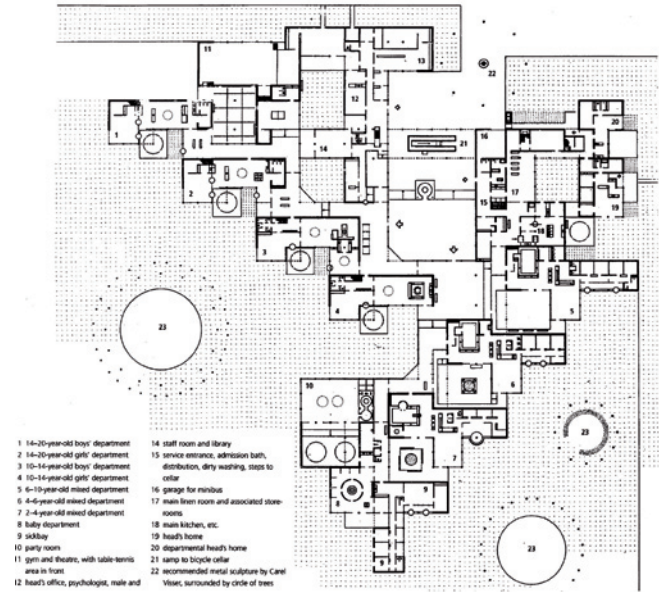 11
13
22
12
1
20
16
14
21
17
2
15
19
18
3
4
5
23
6
10
23
7
8
9
23
9
1 14–20-year-old boys' department
2 14–20-year-old girls' department
3 10–14-year-old boys' department
4 10–14-year-old girls' department
5 6–10-year-old mixed department
6 4–6-year-old mixed department
7 2–4-year-old mixed department
8 baby department
9 sickbay
10 party room
11 gym and theatre, with table-tennis
area in front
12 head's office, psychologist, male and
14 staff room and library
15 service entrance, admission bath,
distribution, dirty washing, steps to
cellar
16 garage for minibus
17 main linen room and associated store-
rooms
18 main kitchen, etc.
19 head's home
20 departmental head's home
21 ramp to bicycle cellar
22 recommended metal sculpture by Carel
Visser, surrounded by circle of trees